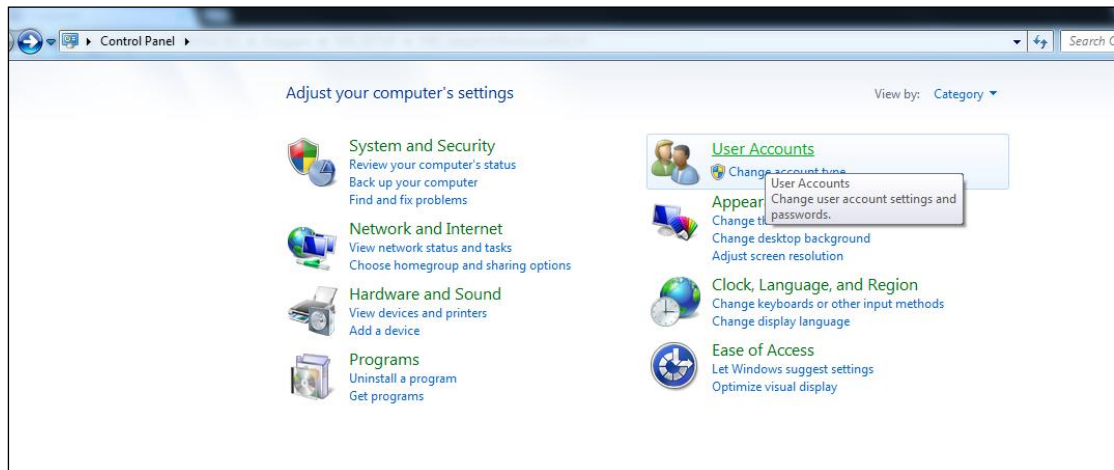 Control Panel
Search C
Adjust your computer's settings
View by: Category
System and Security
Review your computer's status
Back up your computer
Find and fix problems
Network and Internet
View network status and tasks
Choose homegroup and sharing options
Hardware and Sound
View devices and printers
Add a device
Programs
Uninstall a program
Get programs
User Accounts
Change account type
User Accounts
Change user account settings and
passwords.
Appear
Change th
Change desktop background
Adjust screen resolution
Clock, Language, and Region
Change keyboards or other input methods
Change display language
Ease of Access
Let Windows suggest settings
Optimize visual display